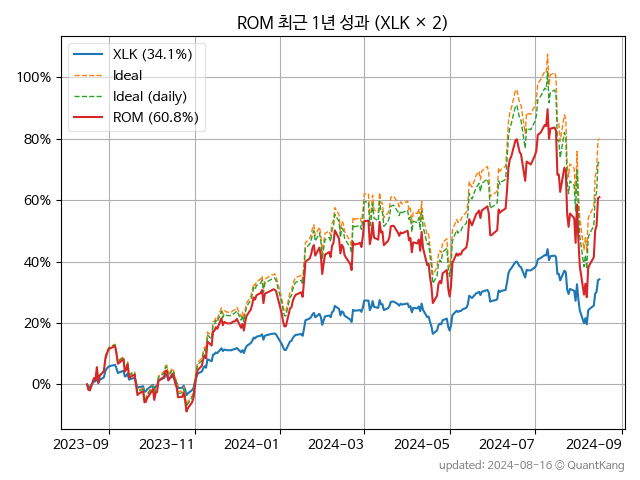 ROM 최근 1년 성과 (XLK × 2)
XLK (34.1%)
Ideal
Ideal (daily)
ROM (60.8%)
100%
80%
60%
40%
20%
0%
2023-09 2023-11 2024-01 2024-03 2024-05 2024-07 2024-09
updated: 2024-08-16 © QuantKang